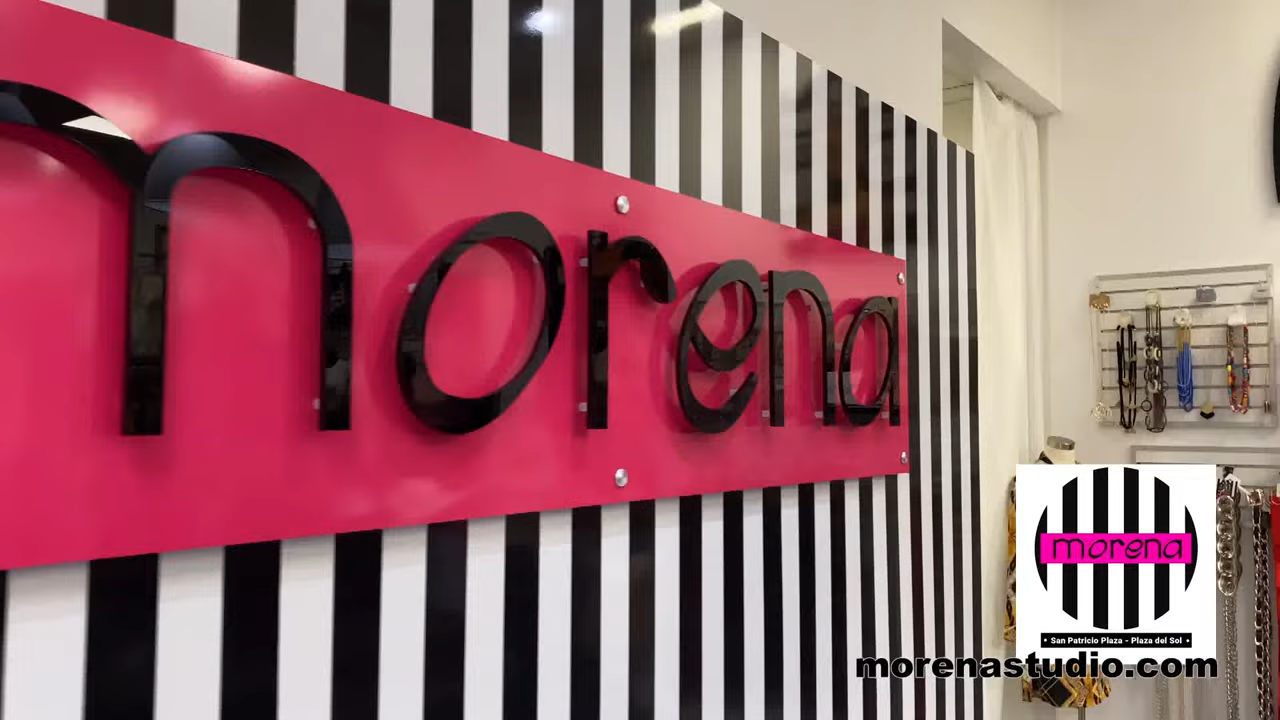 morena
morena
• San Patricio Plaza - Plaza del Sol •
morenastudio.com